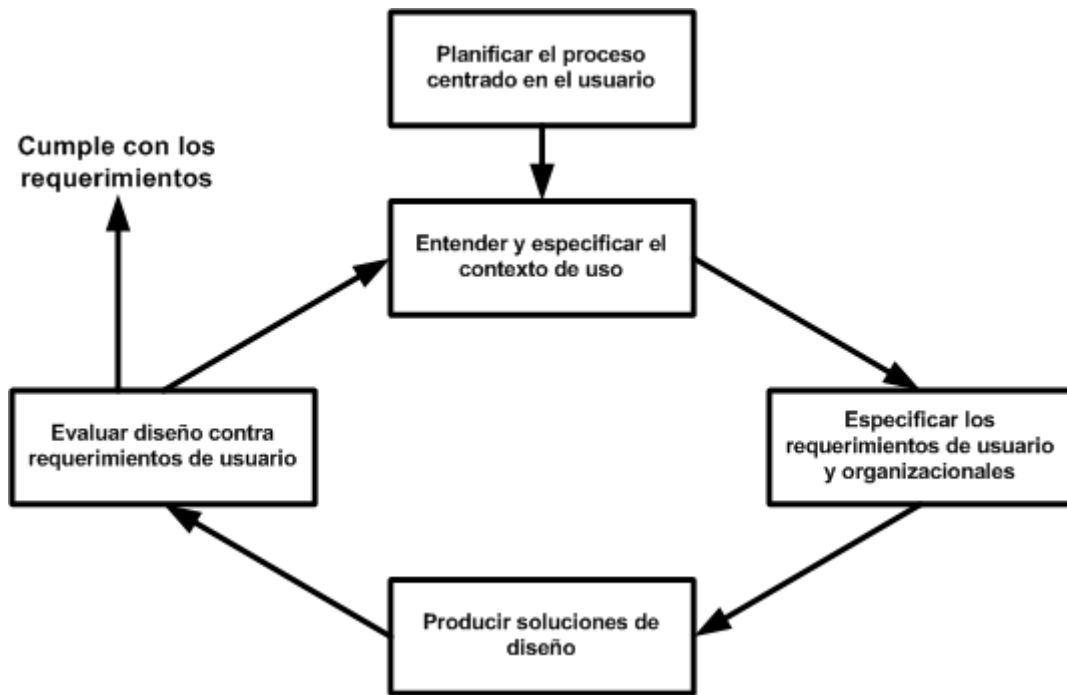 Planificar el proceso
centrado en el usuario
Cumple con los
requerimientos
Entender y especificar el
contexto de uso
Evaluar diseño contra
requerimientos de usuario
Especificar los
requerimientos de usuario
y organizacionales
Producir soluciones de
diseño